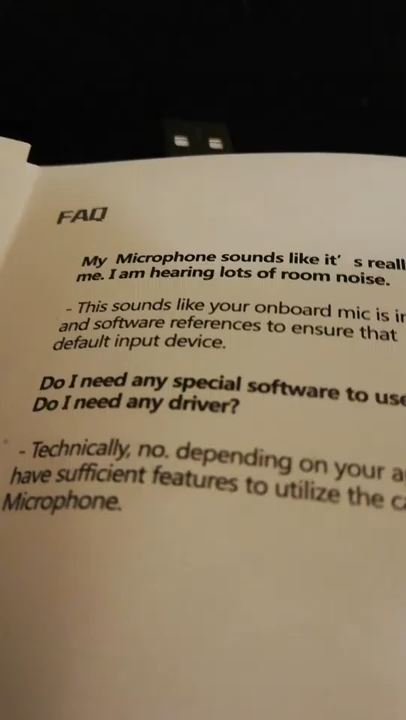 FAQ
My Microphone sounds like it's reall
me. I am hearing lots of room noise.
- This sounds like your onboard mic is in
and software references to ensure that
default input device.
Do I need any special software to use
Do I need any driver?
- Technically, no. depending on your a
have sufficient features to utilize the c
Microphone.